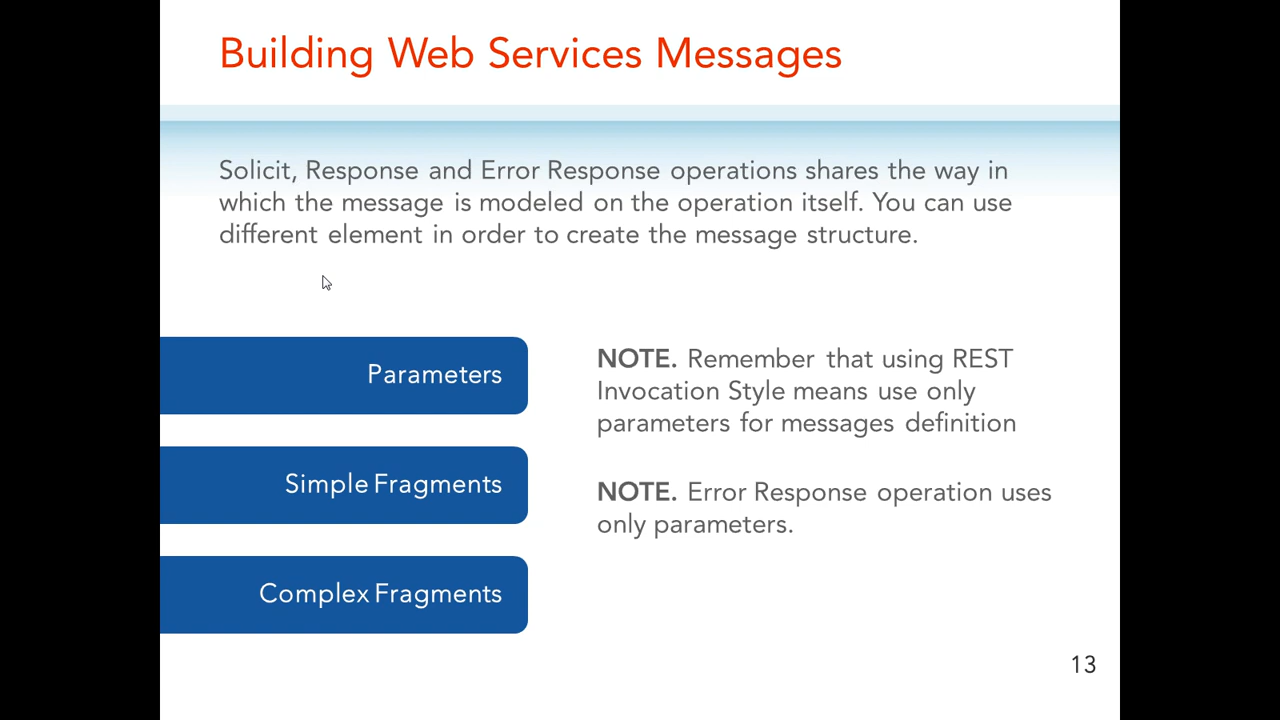 Building Web Services Messages
Solicit, Response and Error Response operations shares the way in
which the message is modeled on the operation itself. You can use
different element in order to create the message structure.
Parameters
Simple Fragments
Complex Fragments
NOTE. Remember that using REST
Invocation Style means use only
parameters for messages definition
NOTE. Error Response operation uses
only parameters.
13